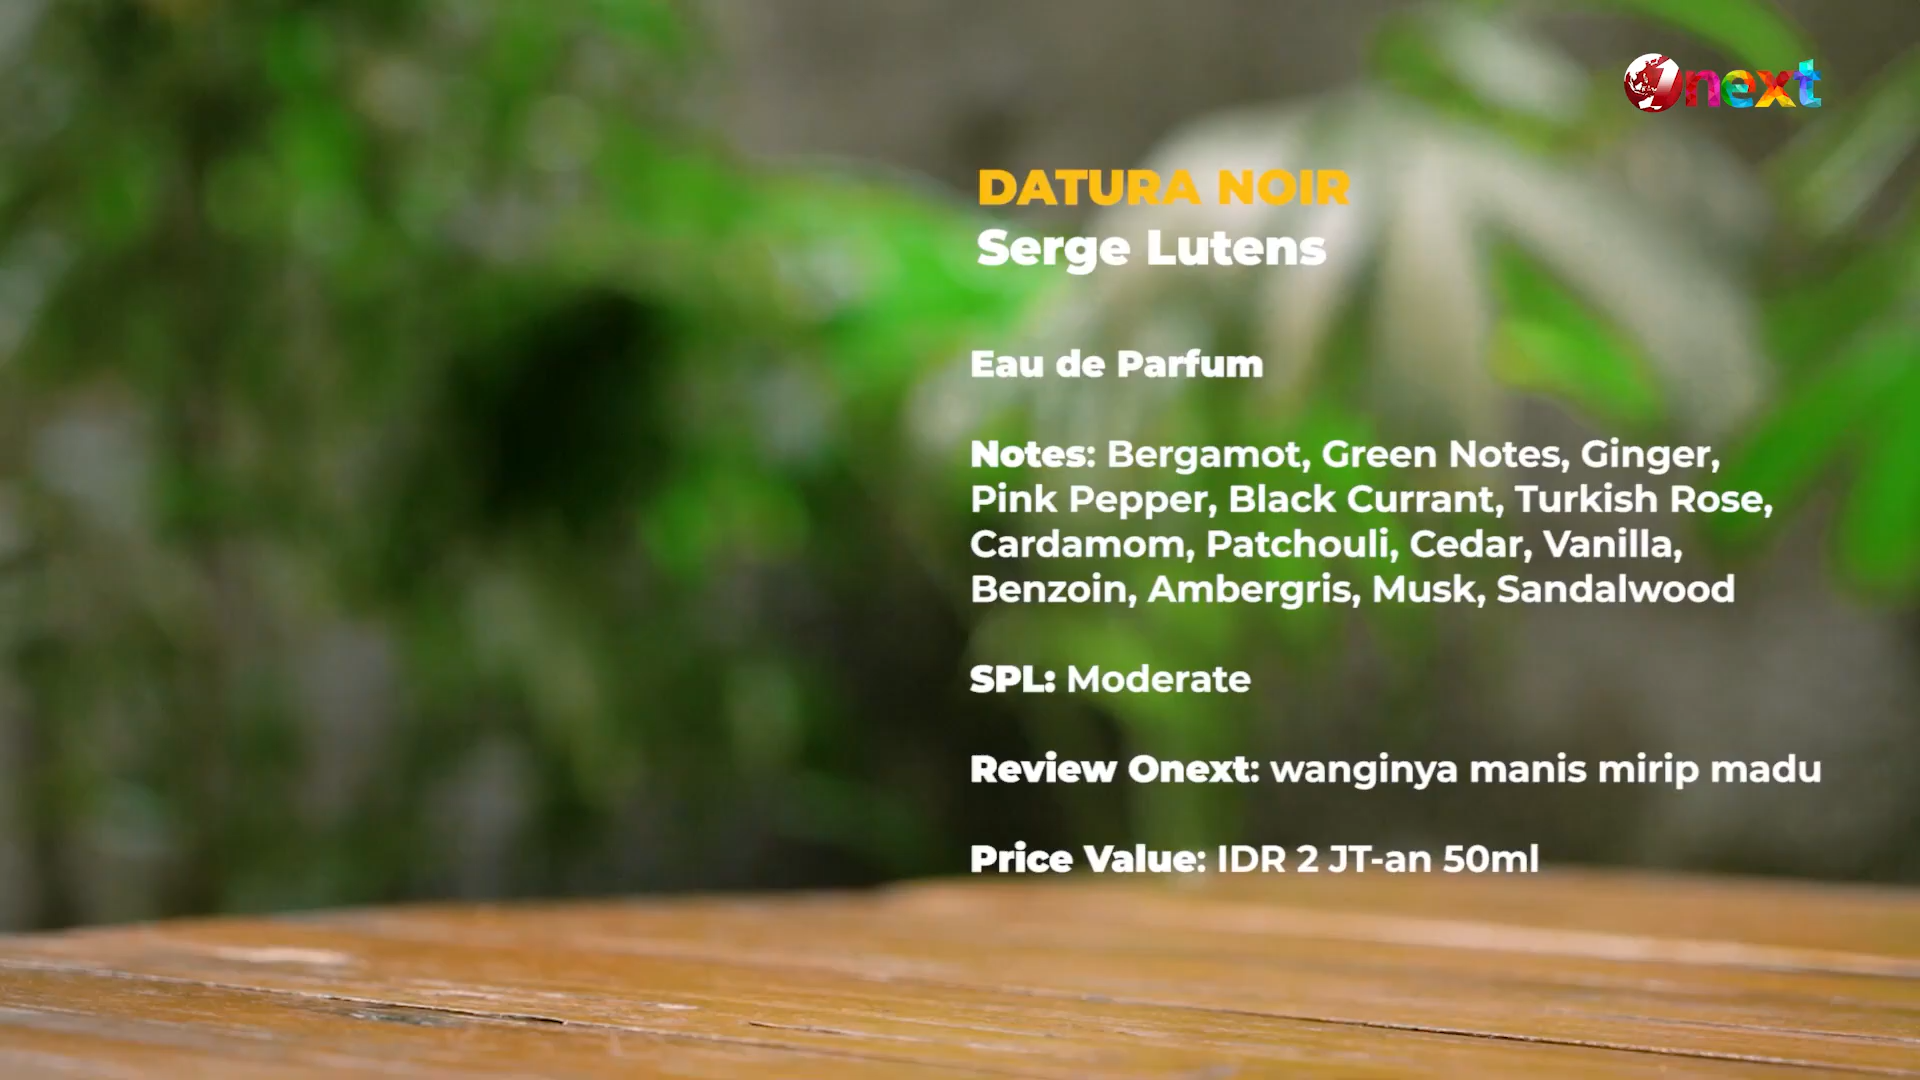 Onext
DATURA NOIR
Serge Lutens
Eau de Parfum
Notes: Bergamot, Green Notes, Ginger,
Pink Pepper, Black Currant, Turkish Rose,
Cardamom, Patchouli, Cedar, Vanilla,
Benzoin, Ambergris, Musk, Sandalwood
SPL: Moderate
Review Onext: wanginya manis mirip madu
Price Value: IDR 2 JT-an 50ml